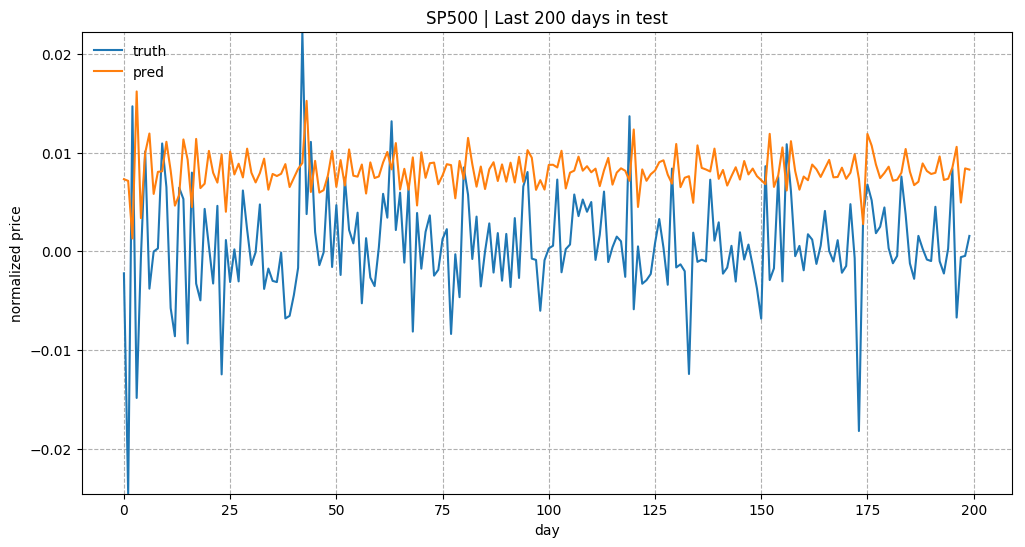 SP500 | Last 200 days in test
truth
pred
0.02
0.01
0.00
−0.01
−0.02
normalized price
0 25 50 75 100 125 150 175 200
day